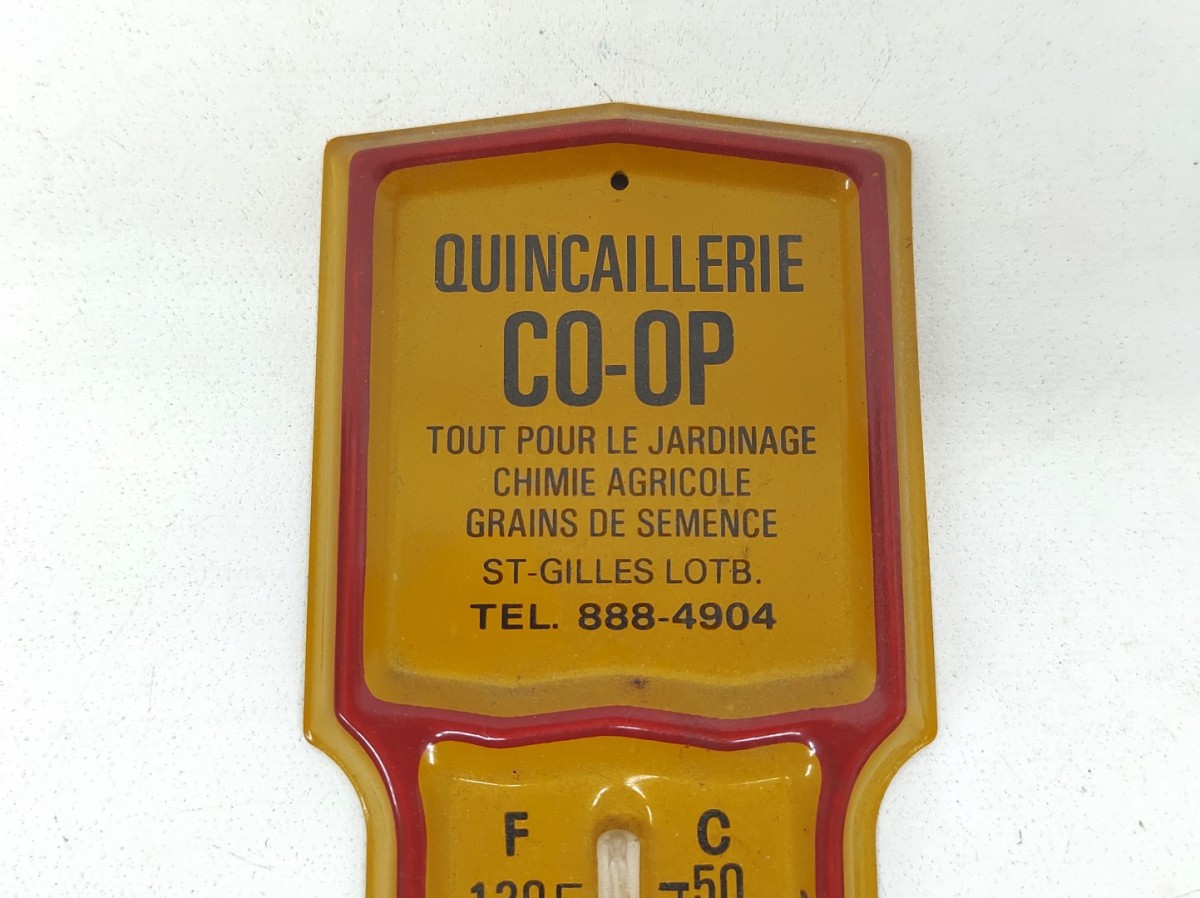 QUINCAILLERIE
CO-OP
TOUT POUR LE JARDINAGE
CHIMIE AGRICOLE
GRAINS DE SEMENCE
ST-GILLES LOTB.
TEL. 888-4904
F C
120 50